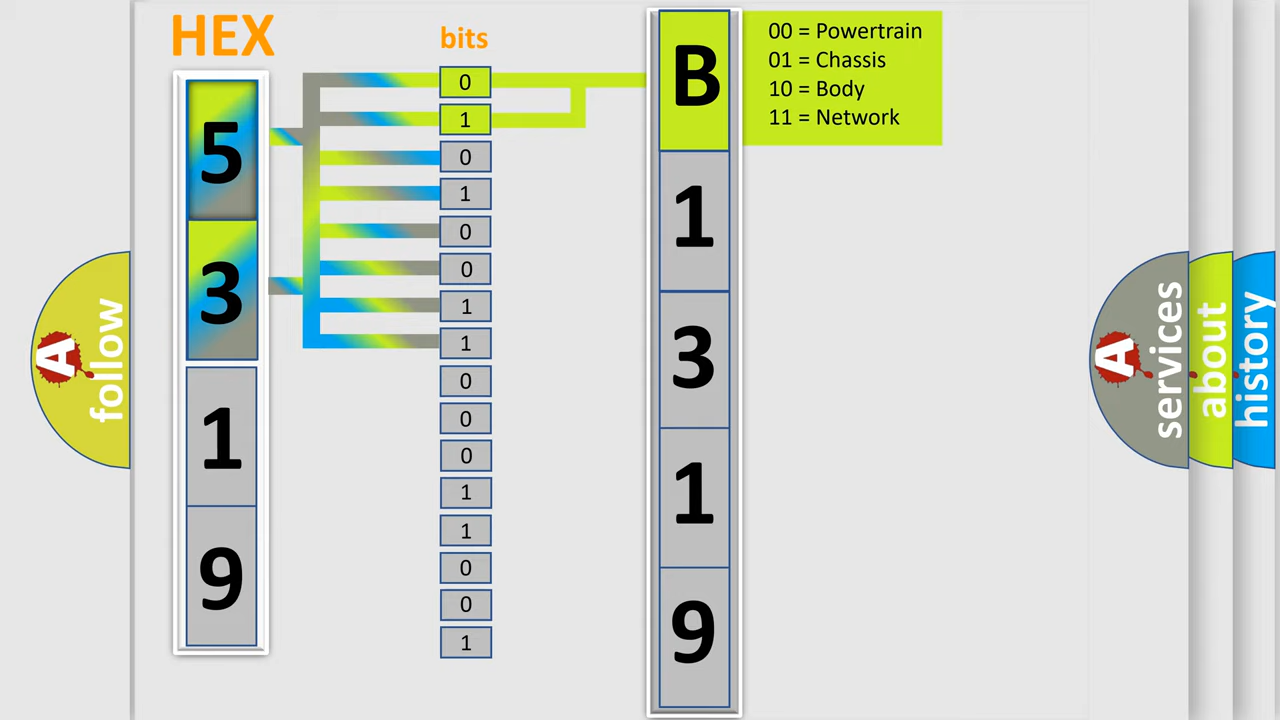 HEX
bits
5
3
1
9
0
1
0
1
0
0
1
1
0
0
0
1
1
0
0
1
B
1
3
1
9
00 = Powertrain
01 = Chassis
10 = Body
11 = Network
A
follow
A
services
about
history